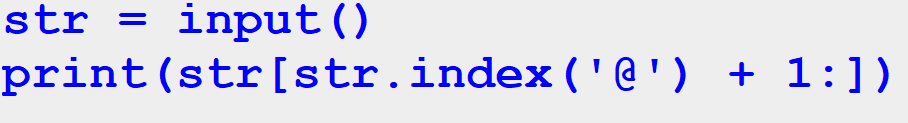 str = input()
print(str[str.index('@') + 1:])